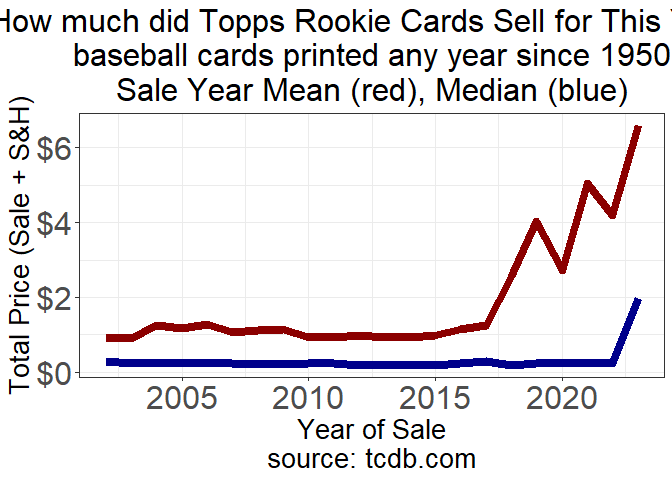 How much did Topps Rookie Cards Sell for This
baseball cards printed any year since 1950
Sale Year Mean (red), Median (blue)
Total Price (Sale + S&H)
$6
$4
$2
$0
2005 2010 2015 2020
Year of Sale
source: tcdb.com